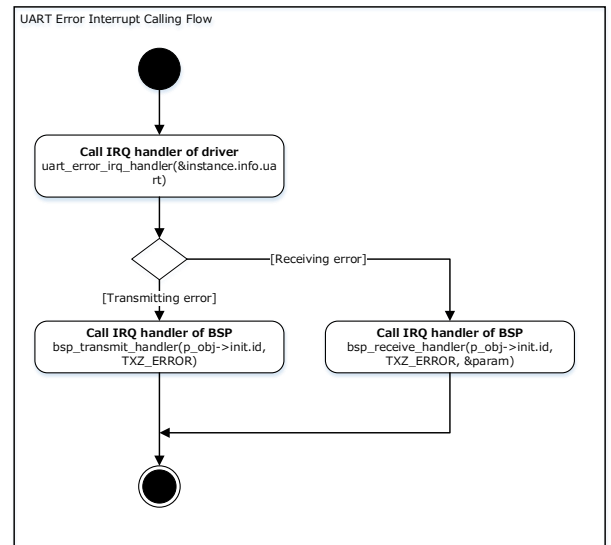 UART Error Interrupt Calling Flow
Call IRQ handler of driver
uart_error_irq_handler(&instance.info.ua
rt)
[Receiving error]
[Transmitting error]
Call IRQ handler of BSP
bsp_transmit_handler(p_obj->init.id,
TXZ_ERROR)
Call IRQ handler of BSP
bsp_receive_handler(p_obj->init.id,
TXZ_ERROR, &param)